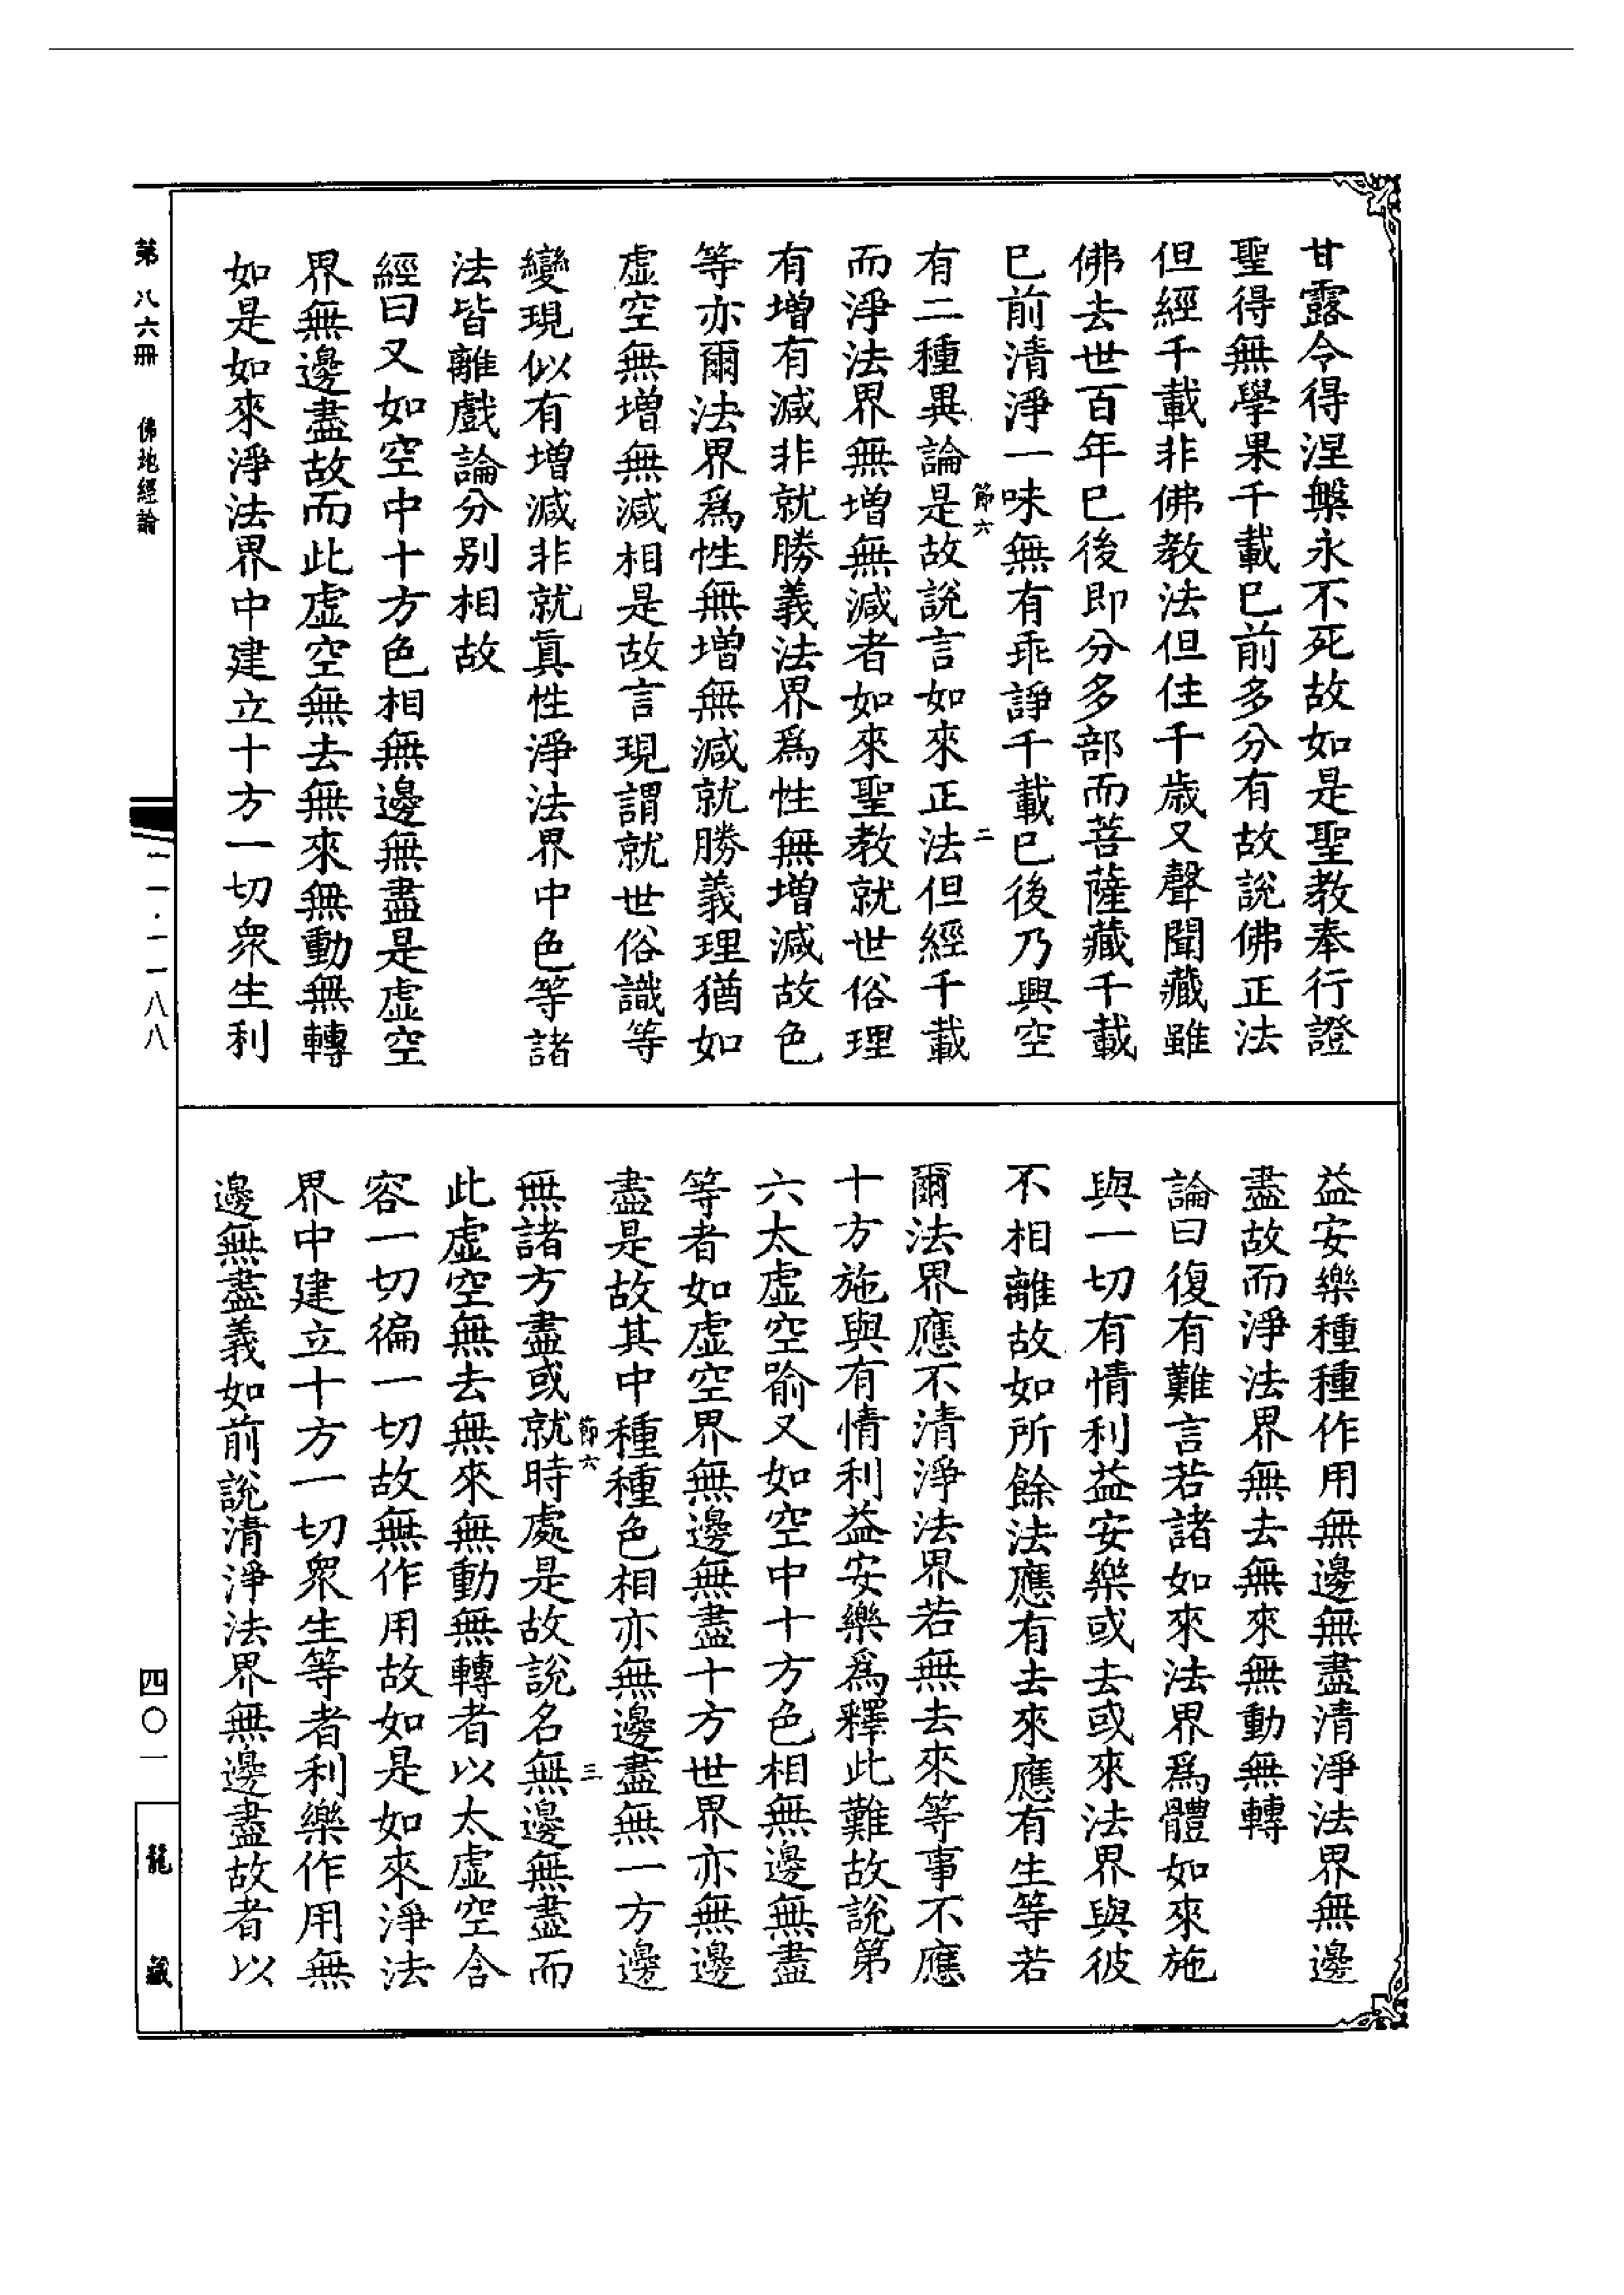 甘露令得涅槃永不死故如是聖教奉行證
聖得無學果千載已前多分有故說佛正法
但經千載非佛教法但住千歳又聲聞藏雖
佛去世百年已後即分多部而菩薩藏千載
已前清淨一味無有乖諍千載已後乃興空
節六 二
有二種異論是故說言如來正法但經千載
而淨法界無增無減者如來聖教就世俗理
有增有減非就勝義法界爲性無增減故色
等亦爾法界爲性無增無減就勝義理猶如
虛空無增無減相是故言現謂就世俗識等
變現似有增減非就眞性淨法界中色等諸
法皆離戲論分别相故
經曰又如空中十方色相無邊無盡是虛空
界無邊盡故而此虛空無去無來無動無轉
如是如來淨法界中建立十方一切衆生利
益安樂種種作用無邊無盡清淨法界無邊
盡故而淨法界無去無來無動無轉
論曰復有難言若諸如來法界爲體如來施
與一切有情利益安樂或去或來法界與彼
不相離故如所餘法應有去來應有生等若
爾法界應不清淨法界若無去來等事不應
十方施與有情利益安樂爲釋此難故說第
六太虛空喻又如空中十方色相無邊無盡
等者如虛空界無邊無盡十方世界亦無邊
盡是故其中種種色相亦無邊盡無一方邊
節六 三
無諸方盡或就時處是故說名無邊無盡而
此虛空無去無來無動無轉者以太虛空含
容一切徧一切故無作用故如是如來淨法
界中建立十方一切衆生等者利樂作用無
邊無盡義如前說清淨法界無邊盡故者以
第八六冊 佛地經論
一一·一一八八
四〇一
龍藏